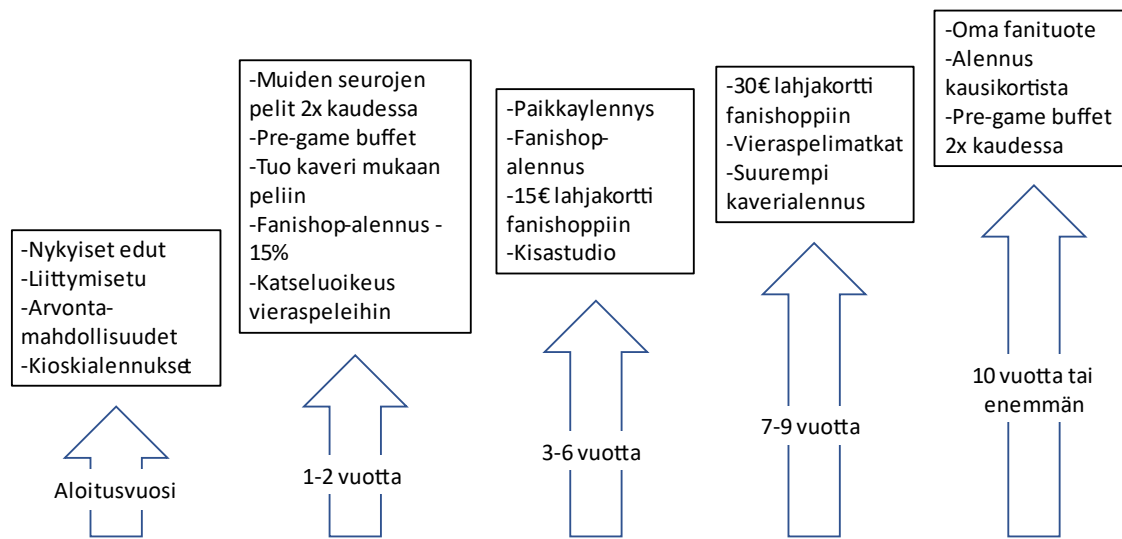 -Nykyiset edut
-Liittymisetu
-Arvonta-
mahdollisuudet
-Kioskialennukset
Aloitusvuosi
-Muiden seurojen
pelit 2x kaudessa
-Pre-game buffet
-Tuo kaveri mukaan
peliin
-Fanishop-alennus -
15%
-Katseluoikeus
vieraspeleihin
1-2 vuotta
-Paikkaylennys
-Fanishop-
alennus
-15€ lahjakortti
fanishoppiin
-Kisastudio
3-6 vuotta
-30€ lahjakortti
fanishoppiin
-Vieraspelimatkat
-Suurempi
kaverialennus
7-9 vuotta
-Oma fanituote
-Alennus
kausikortista
-Pre-game buffet
2x kaudessa
10 vuotta tai
enemmän